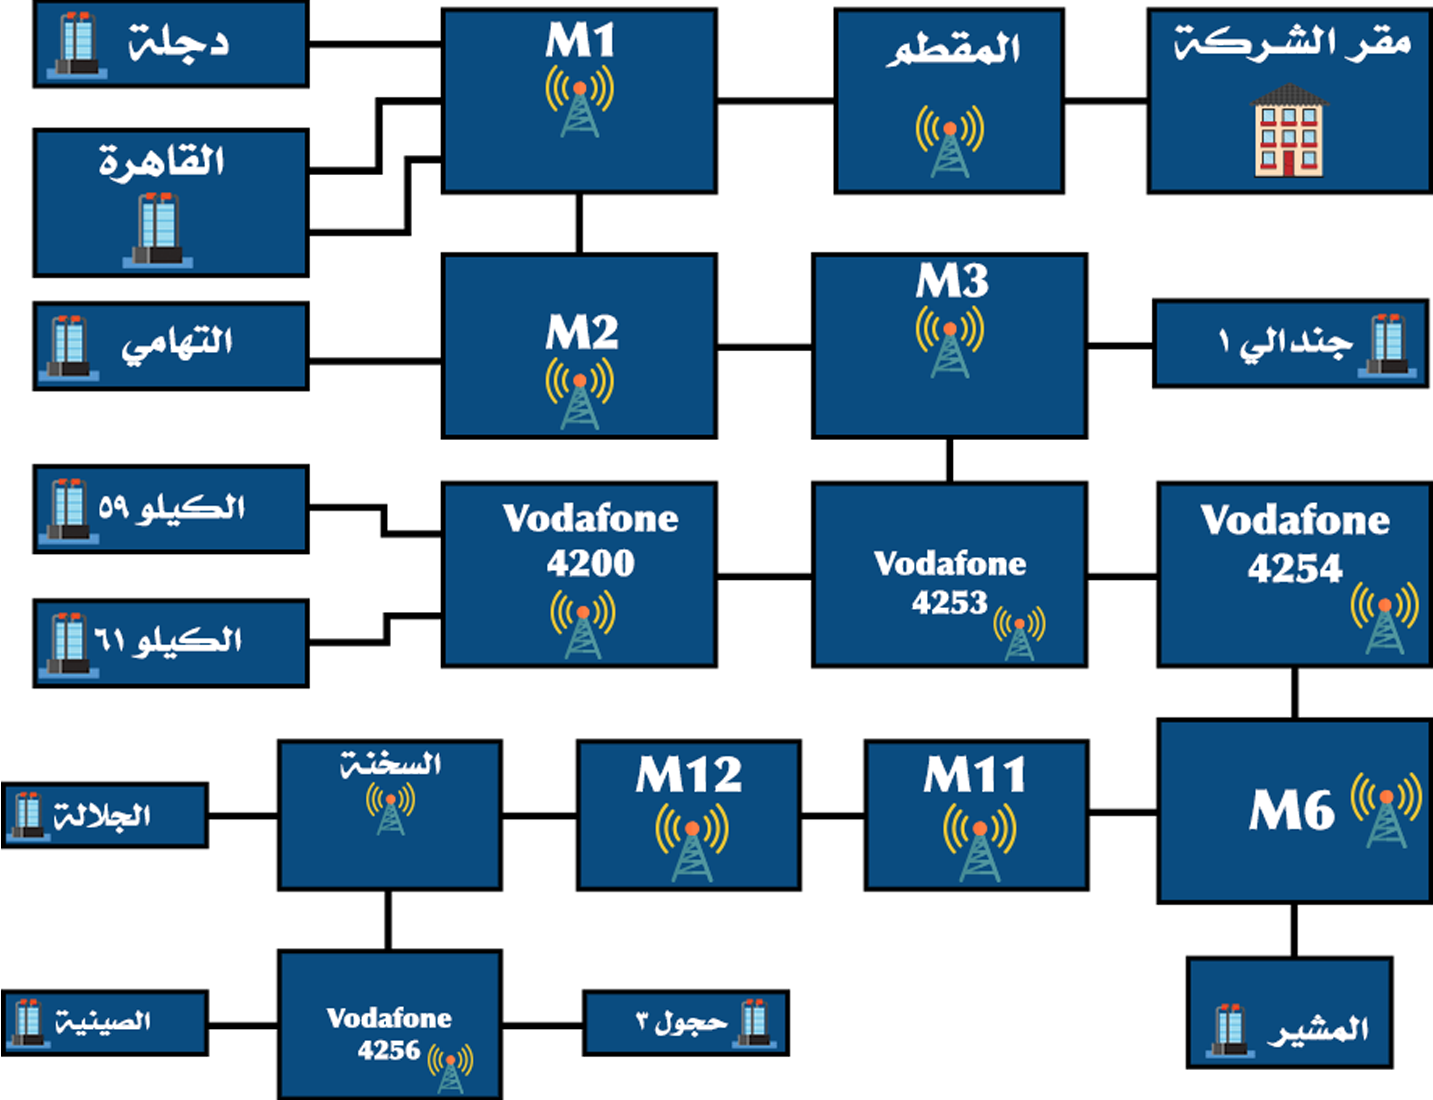 دجلة
M1
المقطم
مقر الشركة
القاهرة
التهامي
M2
M3
جندالي ١
الكيلو ٥٩
الكيلو ٦١
Vodafone
4200
Vodafone
4253
Vodafone
4254
الجلالة
السخنة
M12
M11
M6
الصينية
Vodafone
4256
حجول ٣
المشير